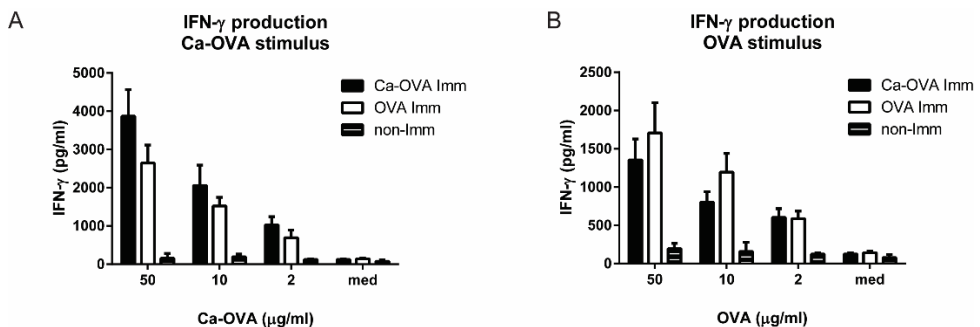 A
IFN-γ production
Ca-OVA stimulus
IFN-γ (pg/ml)
5000
4000
3000
2000
1000
0
Ca-OVA Imm
OVA Imm
non-Imm
50 10 2 med
Ca-OVA (μg/ml)
B
IFN-γ production
OVA stimulus
IFN-γ (pg/ml)
2500
2000
1500
1000
500
0
Ca-OVA Imm
OVA Imm
non-Imm
50 10 2 med
OVA (μg/ml)